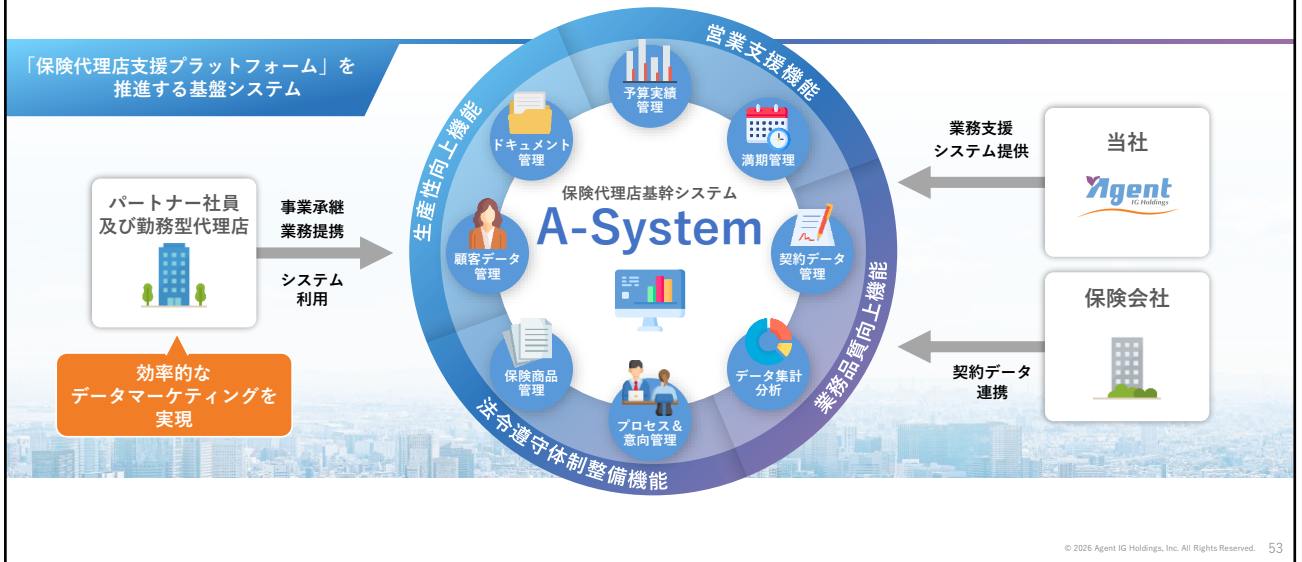 「保険代理店支援プラットフォーム」を
推進する基盤システム
パートナー社員
及び勤務型代理店
事業承継
業務提携
システム
利用
効率的な
データマーケティングを
実現
営業支援機能
生産性向上機能
業務品質向上機能
法令遵守体制整備機能
予算実績
管理
満期管理
契約データ
管理
データ集計
分析
プロセス&
意向管理
保険商品
管理
顧客データ
管理
ドキュメント
管理
保険代理店基幹システム
A-System
業務支援
システム提供
当社
Agent
IG Holdings
契約データ
連携
保険会社
© 2026 Agent IG Holdings, Inc. All Rights Reserved.
53